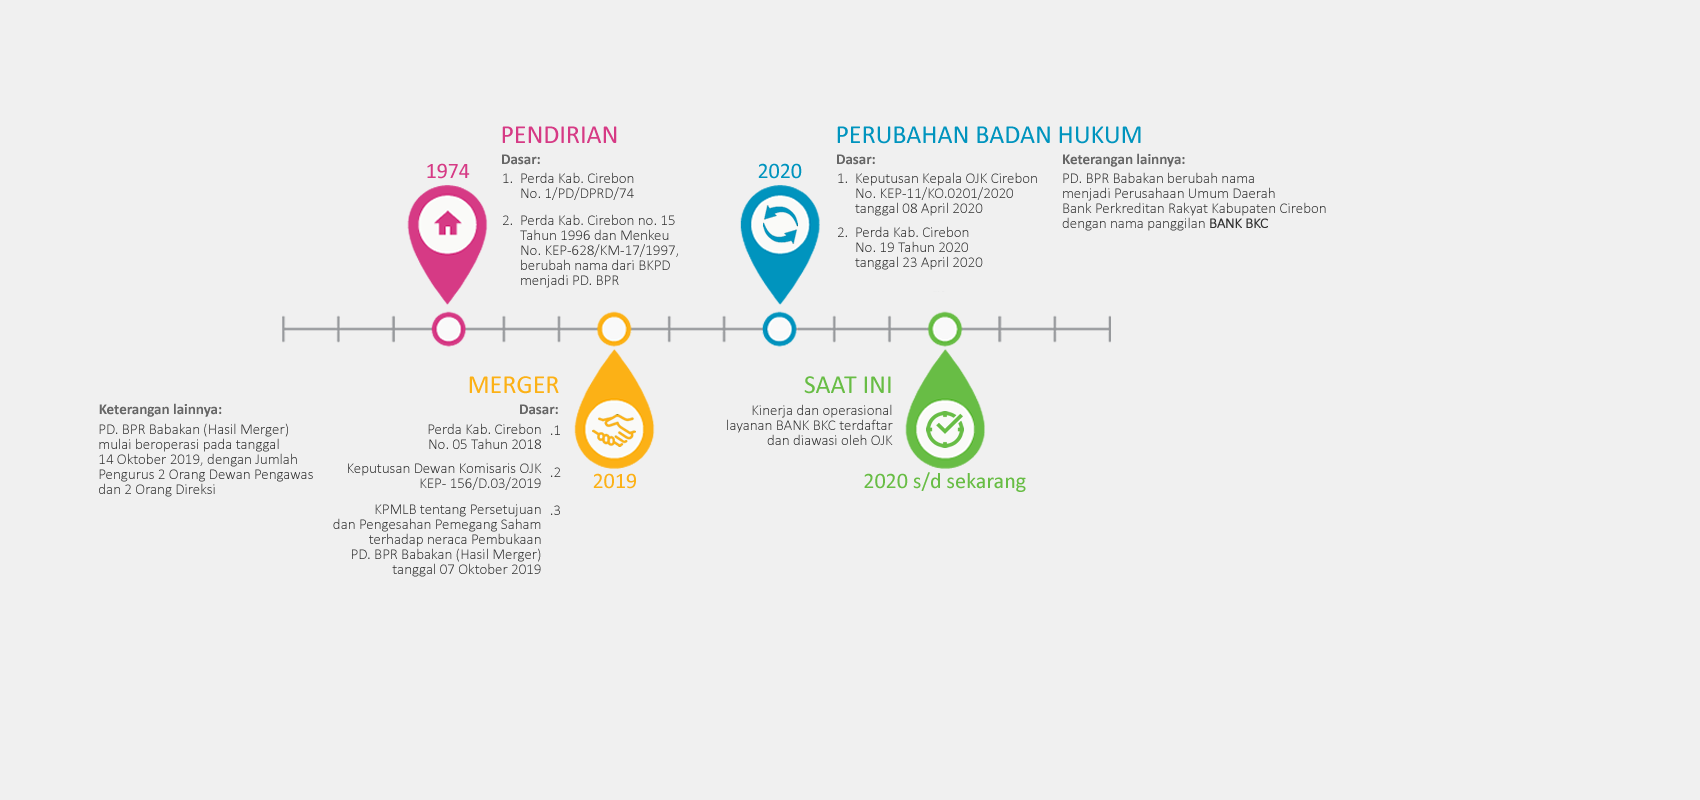 PENDIRIAN
1974
Dasar:
1. Perda Kab. Cirebon
No. 1/PD/DPRD/74
2. Perda Kab. Cirebon no. 15
Tahun 1996 dan Menkeu
No. KEP-628/KM-17/1997,
berubah nama dari BKPD
menjadi PD. BPR
PERUBAHAN BADAN HUKUM
2020
Dasar:
1. Keputusan Kepala OJK Cirebon
No. KEP-11/KO.0201/2020
tanggal 08 April 2020
2. Perda Kab. Cirebon
No. 19 Tahun 2020
tanggal 23 April 2020
Keterangan lainnya:
PD. BPR Babakan berubah nama
menjadi Perusahaan Umum Daerah
Bank Perkreditan Rakyat Kabupaten Cirebon
dengan nama panggilan BANK BKC
MERGER
Dasar:
Perda Kab. Cirebon .1
No. 05 Tahun 2018
Keputusan Dewan Komisaris OJK .2
KEP- 156/D.03/2019
KPMLB tentang Persetujuan .3
dan Pengesahan Pemegang Saham
terhadap neraca Pembukaan
PD. BPR Babakan (Hasil Merger)
tanggal 07 Oktober 2019
2019
Keterangan lainnya:
PD. BPR Babakan (Hasil Merger)
mulai beroperasi pada tanggal
14 Oktober 2019, dengan Jumlah
Pengurus 2 Orang Dewan Pengawas
dan 2 Orang Direksi
SAAT INI
Kinerja dan operasional
layanan BANK BKC terdaftar
dan diawasi oleh OJK
2020 s/d sekarang